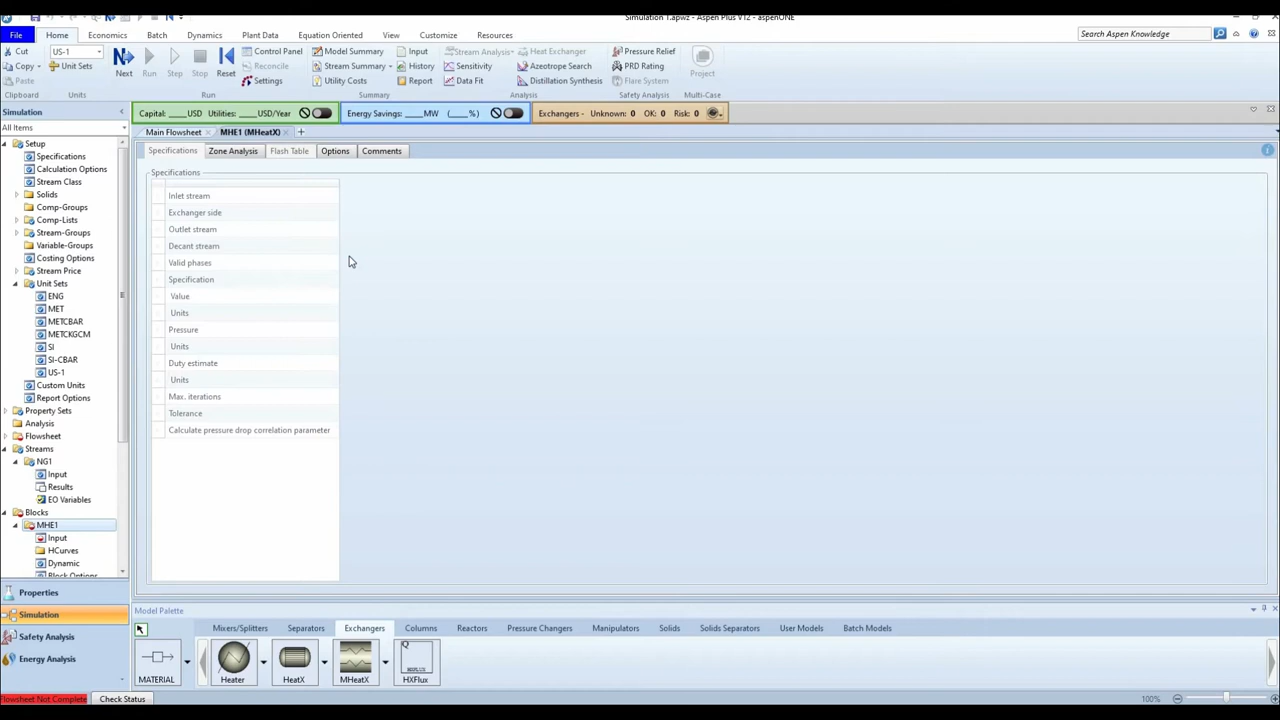 Simulation 1.apwz - Aspen Plus V12 - aspenONE
File Home Economics Batch Dynamics Plant Data Equation Oriented View Customize Resources Search Aspen Knowledge
Cut US-1 Control Panel Model Summary Input Stream Analysis Heat Exchanger Pressure Relief
Copy Unit Sets Next Run Step Stop Reset Reconcile Stream Summary History Sensitivity Azeotrope Search PRD Rating Project
Paste Settings Utility Costs Report Data Fit Distillation Synthesis Flare System
Clipboard Units Run Summary Analysis Safety Analysis Multi-Case
Simulation
Capital: ____USD Utilities: ____USD/Year Energy Savings: ____MW (____%) Exchangers - Unknown: 0 OK: 0 Risk: 0
All Items
Main Flowsheet MHE1 (MHeatX) +
Specifications Zone Analysis Flash Table Options Comments
Specifications
Inlet stream
Exchanger side
Outlet stream
Decant stream
Valid phases
Specification
Value
Units
Pressure
Units
Duty estimate
Units
Max. iterations
Tolerance
Calculate pressure drop correlation parameter
Setup
Specifications
Calculation Options
Stream Class
Solids
Comp-Groups
Comp-Lists
Stream-Groups
Variable-Groups
Costing Options
Stream Price
Unit Sets
ENG
MET
METCBAR
METCKGCM
SI
SI-CBAR
US-1
Custom Units
Report Options
Property Sets
Analysis
Flowsheet
Streams
NG1
Input
Results
EO Variables
Blocks
MHE1
Input
HCurves
Dynamic
Block Options
Properties
Simulation
Safety Analysis
Energy Analysis
Model Palette
Mixers/Splitters Separators Exchangers Columns Reactors Pressure Changers Manipulators Solids Solids Separators User Models Batch Models
MATERIAL Heater HeatX MHeatX HXFlux
Flowsheet Not Complete Check Status 100%